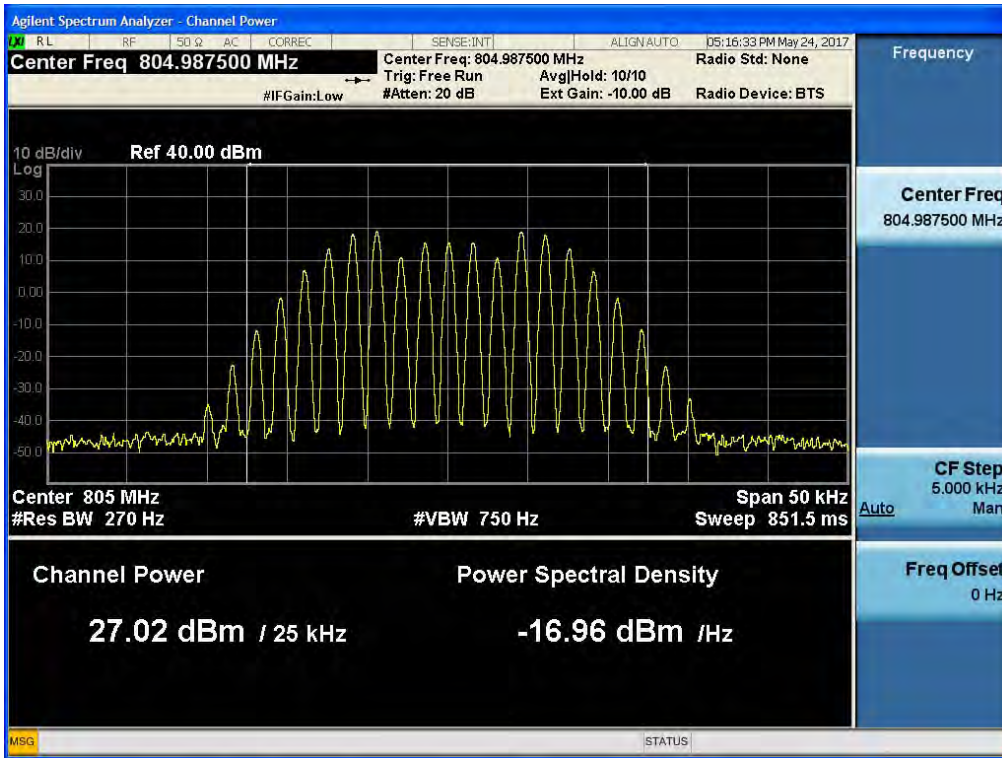 Agilent Spectrum Analyzer - Channel Power
LXI RL RF 50 Ω AC CORREC SENSE:INT ALIGN AUTO 05:16:33 PM May 24, 2017
Center Freq 804.987500 MHz
Center Freq: 804.987500 MHz Radio Std: None
Trig: Free Run Avg|Hold: 10/10
#IFGain:Low #Atten: 20 dB Ext Gain: -10.00 dB Radio Device: BTS
10 dB/div Ref 40.00 dBm
Log
30.0
20.0
10.0
0.00
-10.0
-20.0
-30.0
-40.0
-50.0
Center 805 MHz Span 50 kHz
#Res BW 270 Hz #VBW 750 Hz Sweep 851.5 ms
Channel Power Power Spectral Density
27.02 dBm / 25 kHz -16.96 dBm /Hz
MSG STATUS
Frequency
Center Freq
804.987500 MHz
CF Step
5.000 kHz
Auto Man
Freq Offset
0 Hz